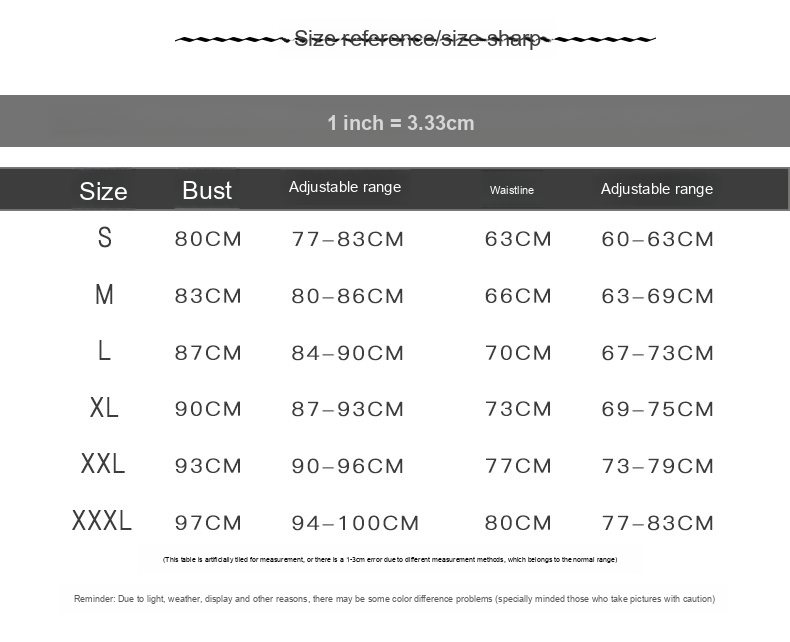 Size reference/size sharp
1 inch = 3.33cm
Size Bust Adjustable range Waistline Adjustable range
S 80CM 77–83CM 63CM 60–63CM
M 83CM 80–86CM 66CM 63–69CM
L 87CM 84–90CM 70CM 67–73CM
XL 90CM 87–93CM 73CM 69–75CM
XXL 93CM 90–96CM 77CM 73–79CM
XXXL 97CM 94–100CM 80CM 77–83CM
(This table is artificially tiled for measurement, or there is a 1-3cm error due to different measurement methods, which belongs to the normal range)
Reminder: Due to light, weather, display and other reasons, there may be some color difference problems (specially minded those who take pictures with caution)